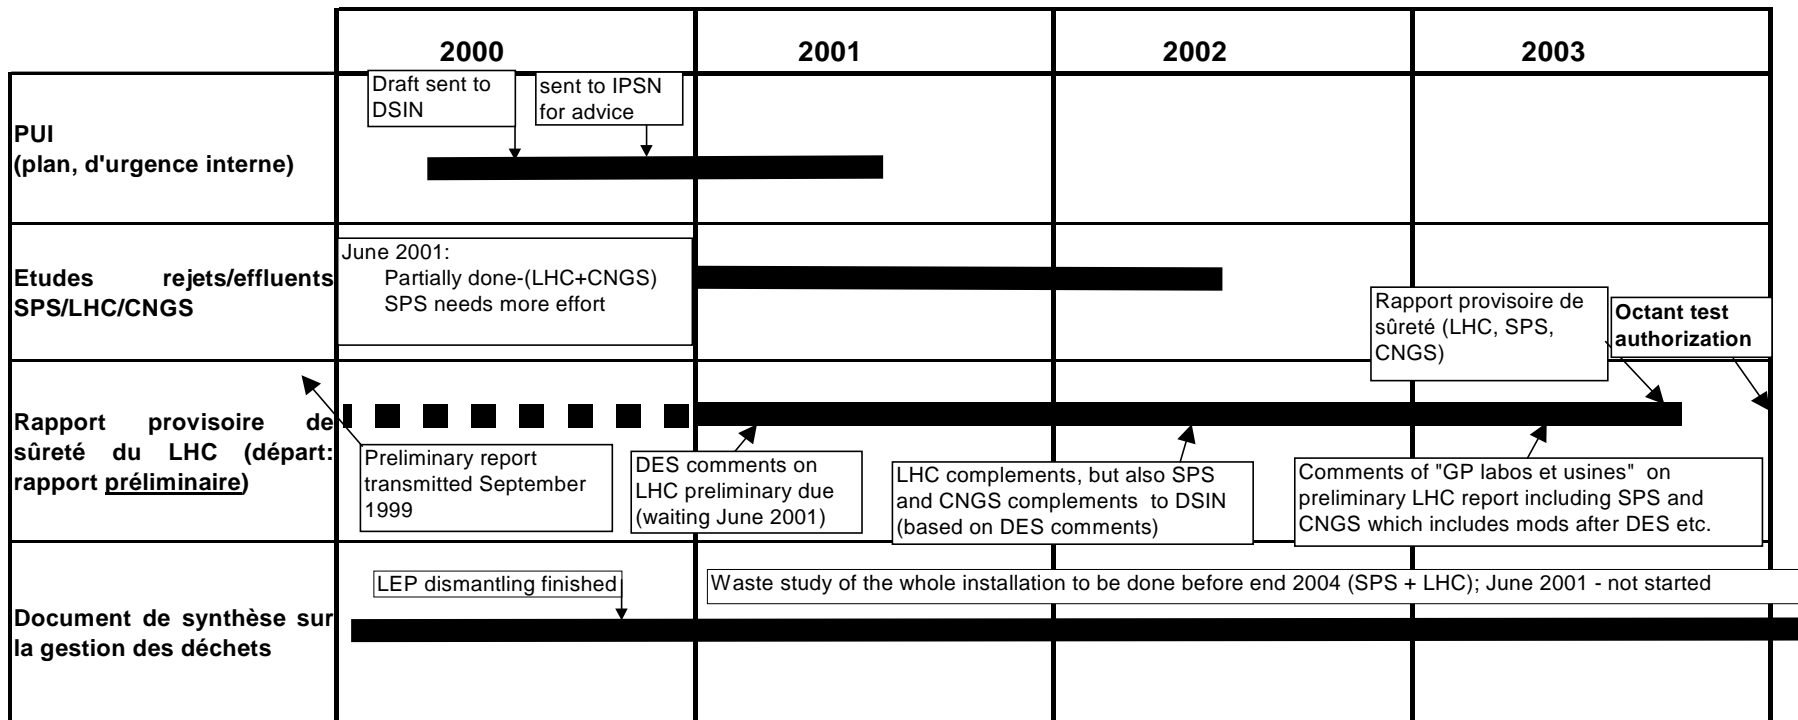 2000
2001
2002
2003
PUI
(plan, d'urgence interne)
Draft sent to
DSIN
sent to IPSN
for advice
Etudes rejets/effluents
SPS/LHC/CNGS
June 2001:
Partially done-(LHC+CNGS)
SPS needs more effort
Rapport provisoire de
sûreté (LHC, SPS,
CNGS)
Octant test
authorization
Rapport provisoire de
sûreté du LHC (départ:
rapport préliminaire)
Preliminary report
transmitted September
1999
DES comments on
LHC preliminary due
(waiting June 2001)
LHC complements, but also SPS
and CNGS complements to DSIN
(based on DES comments)
Comments of "GP labos et usines" on
preliminary LHC report including SPS and
CNGS which includes mods after DES etc.
Document de synthèse sur
la gestion des déchets
LEP dismantling finished
Waste study of the whole installation to be done before end 2004 (SPS + LHC); June 2001 - not started